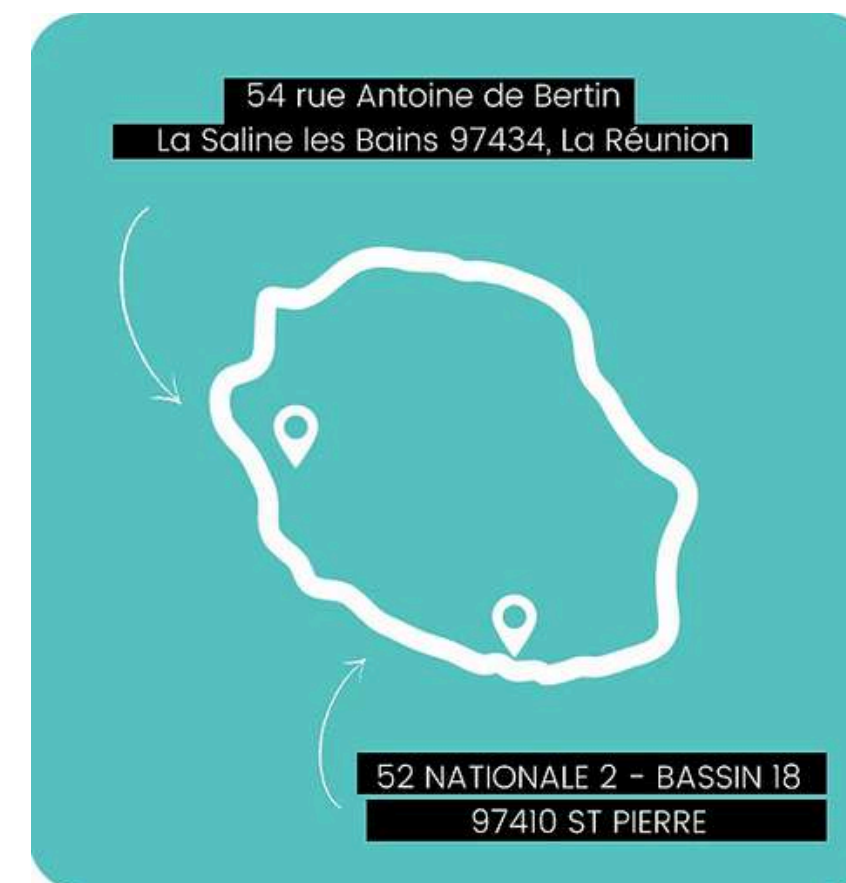 54 rue Antoine de Bertin
La Saline les Bains 97434, La Réunion
52 NATIONALE 2 - BASSIN 18
97410 ST PIERRE